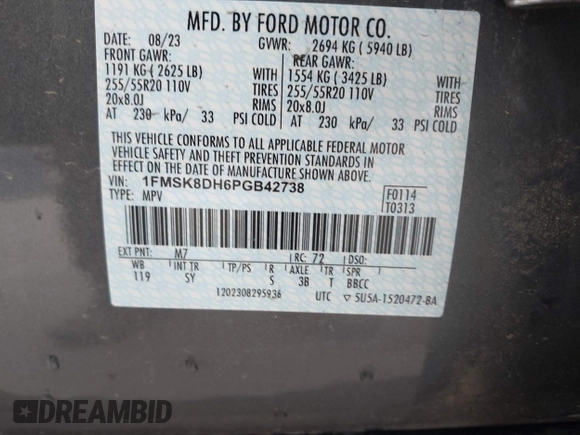 MFD. BY FORD MOTOR CO.
DATE: 08/23 GVWR: 2694 KG ( 5940 LB)
FRONT GAWR: REAR GAWR:
1191 KG ( 2625 LB) WITH 1554 KG ( 3425 LB) WITH
255/55R20 110V TIRES 255/55R20 110V TIRES
20x8.0J RIMS 20x8.0J RIMS
AT 230 kPa/ 33 PSI COLD AT 230 kPa/ 33 PSI COLD
THIS VEHICLE CONFORMS TO ALL APPLICABLE FEDERAL MOTOR
VEHICLE SAFETY AND THEFT PREVENTION STANDARDS IN
EFFECT ON THE DATE OF MANUFACTURE SHOWN ABOVE.
VIN: 1FMSK8DH6PGB42738 F0114
TYPE: MPV T0313
EXT PNT: M7 RC: 72 DSO:
WB INT TR TP/PS R AXLE TR SPR
119 SY S 3B T BBCC
1202308295936 UTC ▽ SU5A-1520472-BA
DREAMBID